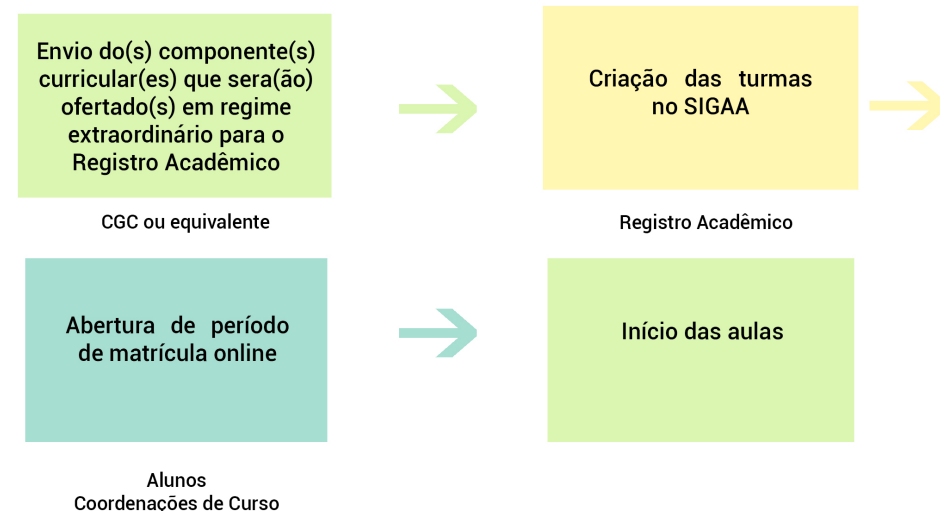 Envio do(s) componente(s)
curricular(es) que sera(ão)
ofertado(s) em regime
extraordinário para o
Registro Acadêmico
CGC ou equivalente
Criação das turmas
no SIGAA
Registro Acadêmico
Abertura de período
de matrícula online
Alunos
Coordenações de Curso
Início das aulas